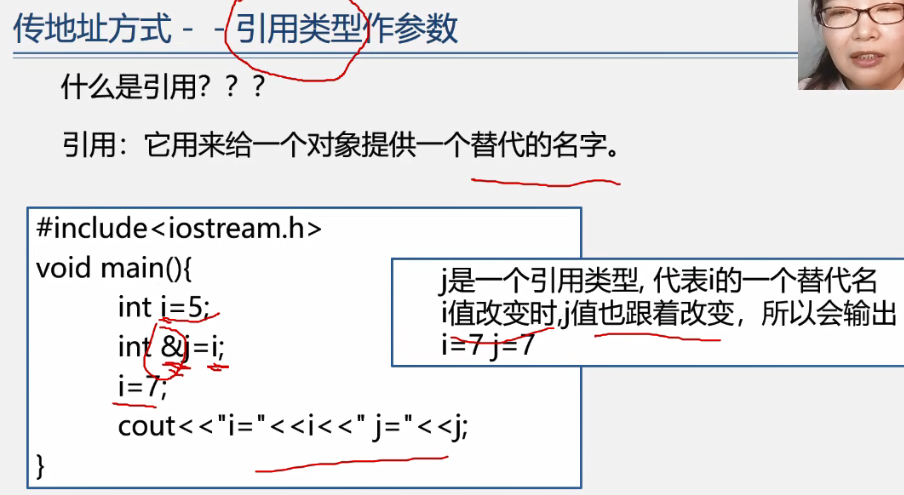 传地址方式 - - 引用类型作参数
什么是引用？？？
引用：它用来给一个对象提供一个替代的名字。
#include<iostream.h>
void main(){
int i=5;
int &j=i;
i=7;
cout<<"i="<<i<<" j="<<j;
}
j是一个引用类型, 代表i的一个替代名
i值改变时,j值也跟着改变，所以会输出
i=7 j=7